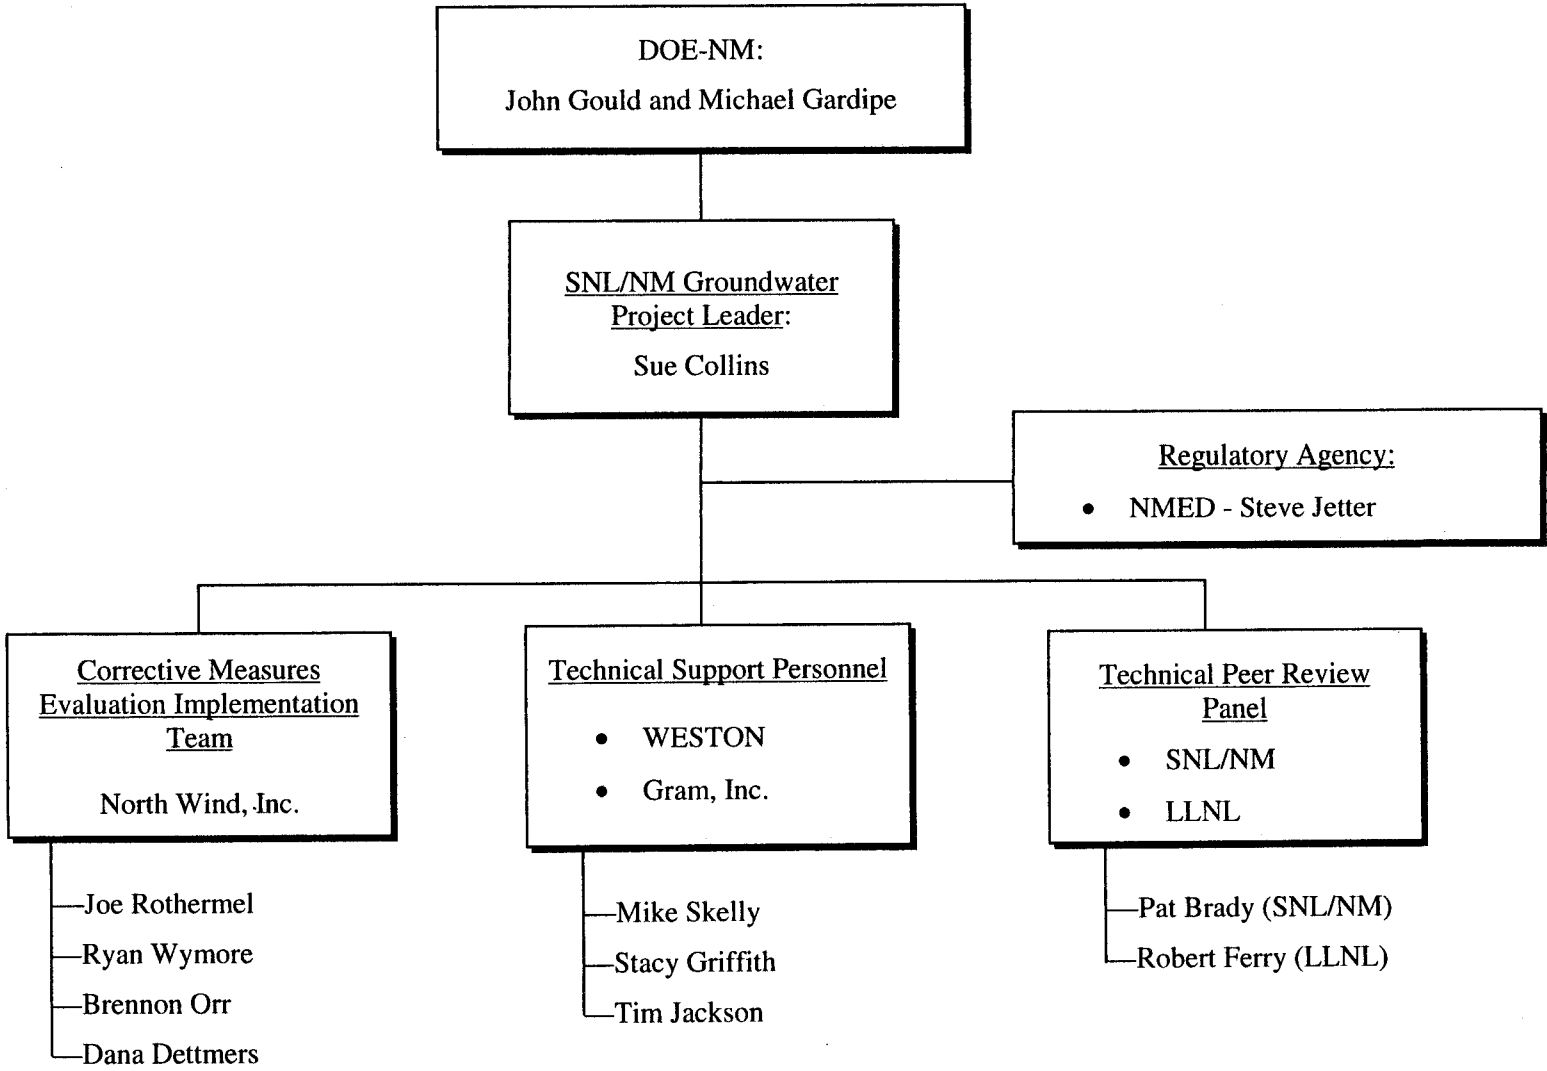 DOE-NM:
John Gould and Michael Gardipe
SNL/NM Groundwater
Project Leader:
Sue Collins
Regulatory Agency:
• NMED - Steve Jetter
Corrective Measures
Evaluation Implementation
Team
North Wind, Inc.
Joe Rothermel
Ryan Wymore
Brennon Orr
Dana Dettmers
Technical Support Personnel
• WESTON
• Gram, Inc.
Mike Skelly
Stacy Griffith
Tim Jackson
Technical Peer Review
Panel
• SNL/NM
• LLNL
Pat Brady (SNL/NM)
Robert Ferry (LLNL)